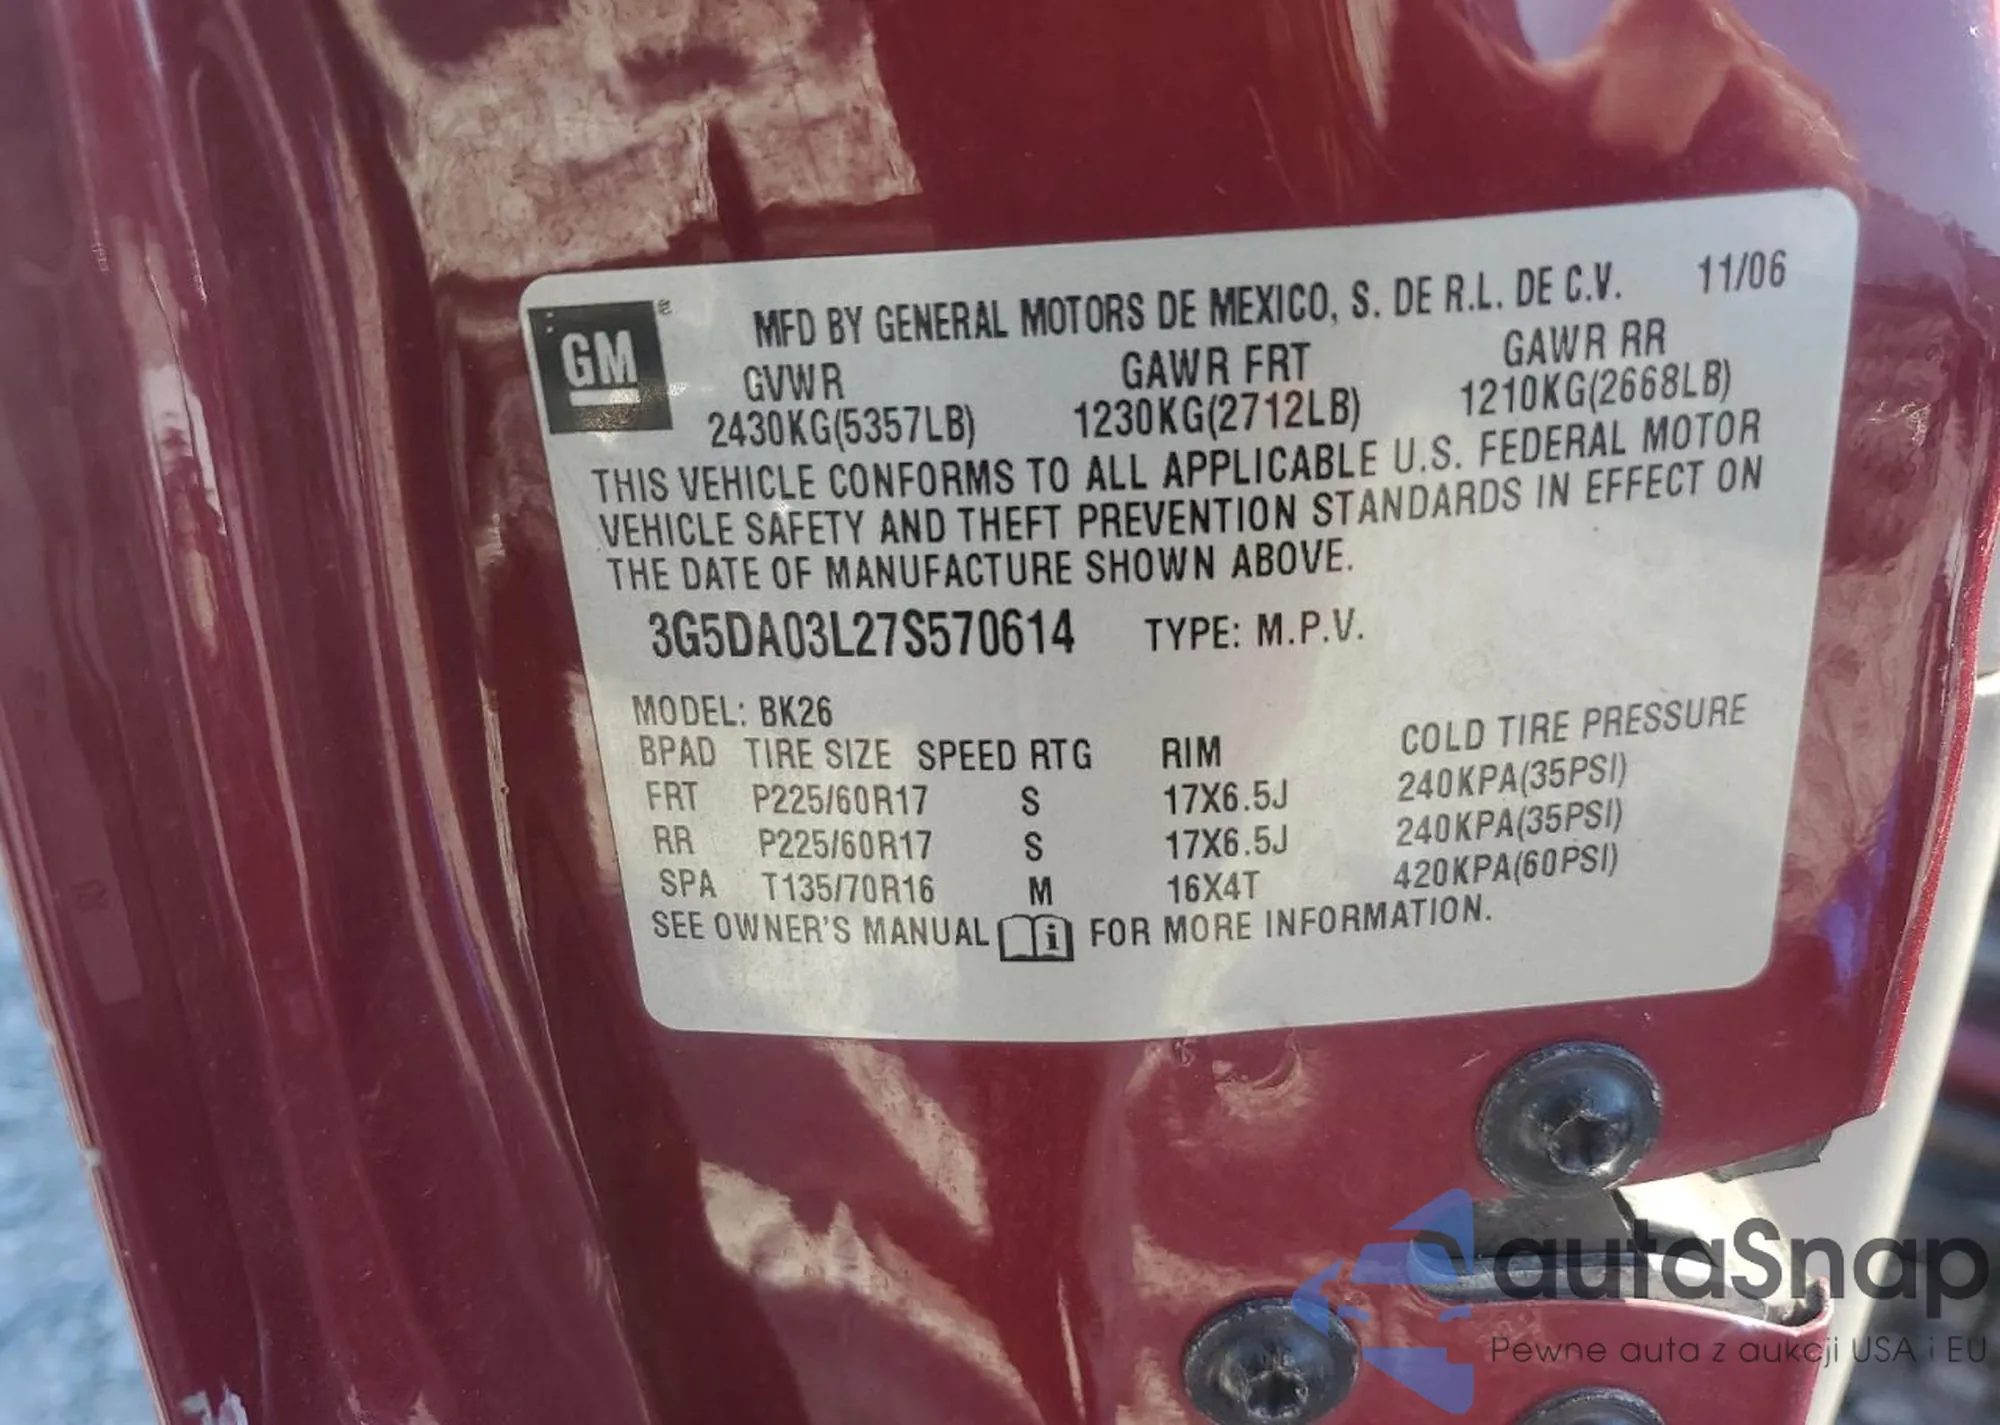 GM ®
MFD BY GENERAL MOTORS DE MEXICO, S. DE R.L. DE C.V. 11/06
GVWR GAWR FRT GAWR RR
2430KG(5357LB) 1230KG(2712LB) 1210KG(2668LB)
THIS VEHICLE CONFORMS TO ALL APPLICABLE U.S. FEDERAL MOTOR
VEHICLE SAFETY AND THEFT PREVENTION STANDARDS IN EFFECT ON
THE DATE OF MANUFACTURE SHOWN ABOVE.
3G5DA03L27S570614 TYPE: M.P.V.
MODEL: BK26
BPAD TIRE SIZE SPEED RTG RIM COLD TIRE PRESSURE
FRT P225/60R17 S 17X6.5J 240KPA(35PSI)
RR P225/60R17 S 17X6.5J 240KPA(35PSI)
SPA T135/70R16 M 16X4T 420KPA(60PSI)
SEE OWNER'S MANUAL i FOR MORE INFORMATION.
autaSnap
Pewne auta z aukcji USA i EU